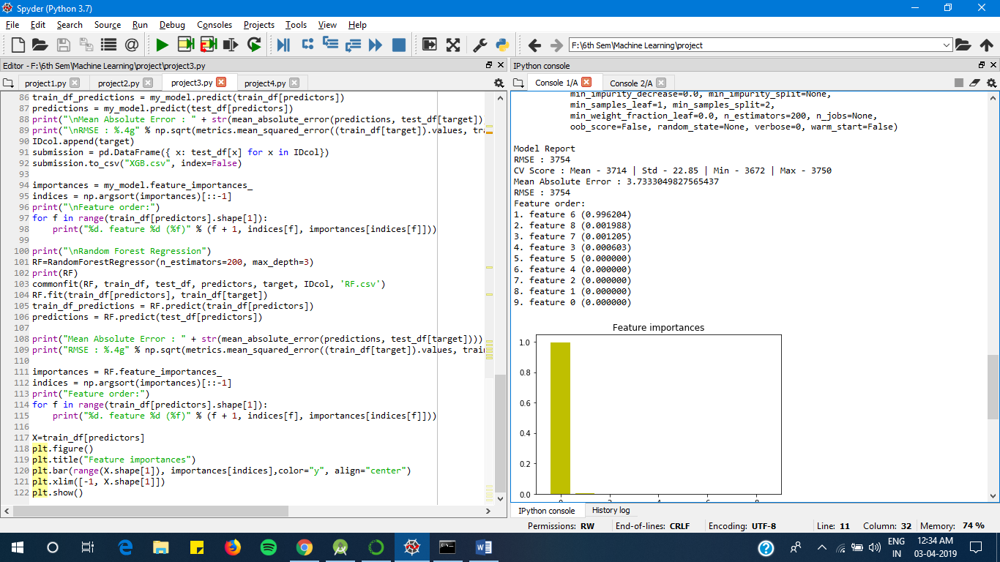 Spyder (Python 3.7)
File Edit Search Source Run Debug Consoles Projects Tools View Help
F:\6th Sem\Machine Learning\project
Editor - F:\6th Sem\Machine Learning\project\project3.py
project1.py project2.py project3.py project4.py
86 train_df_predictions = my_model.predict(train_df[predictors])
87 predictions = my_model.predict(test_df[predictors])
88 print("\nMean Absolute Error : " + str(mean_absolute_error(predictions, test_df[target])
89 print("\nRMSE : %.4g" % np.sqrt(metrics.mean_squared_error((train_df[target]).values, tra
90 IDcol.append(target)
91 submission = pd.DataFrame({ x: test_df[x] for x in IDcol})
92 submission.to_csv("XGB.csv", index=False)
93
94 importances = my_model.feature_importances_
95 indices = np.argsort(importances)[::-1]
96 print("\nFeature order:")
97 for f in range(train_df[predictors].shape[1]):
98     print("%d. feature %d (%f)" % (f + 1, indices[f], importances[indices[f]]))
99
100 print("\nRandom Forest Regression")
101 RF=RandomForestRegressor(n_estimators=200, max_depth=3)
102 print(RF)
103 commonfit(RF, train_df, test_df, predictors, target, IDcol, 'RF.csv')
104 RF.fit(train_df[predictors], train_df[target])
105 train_df_predictions = RF.predict(train_df[predictors])
106 predictions = RF.predict(test_df[predictors])
107
108 print("Mean Absolute Error : " + str(mean_absolute_error(predictions, test_df[target])))
109 print("RMSE : %.4g" % np.sqrt(metrics.mean_squared_error((train_df[target]).values, train
110
111 importances = RF.feature_importances_
112 indices = np.argsort(importances)[::-1]
113 print("Feature order:")
114 for f in range(train_df[predictors].shape[1]):
115     print("%d. feature %d (%f)" % (f + 1, indices[f], importances[indices[f]]))
116
117 X=train_df[predictors]
118 plt.figure()
119 plt.title("Feature importances")
120 plt.bar(range(X.shape[1]), importances[indices],color="y", align="center")
121 plt.xlim([-1, X.shape[1]])
122 plt.show()
IPython console
Console 1/A Console 2/A
min_impurity_decrease=0.0, min_impurity_split=None,
min_samples_leaf=1, min_samples_split=2,
min_weight_fraction_leaf=0.0, n_estimators=200, n_jobs=None,
oob_score=False, random_state=None, verbose=0, warm_start=False)
Model Report
RMSE : 3754
CV Score : Mean - 3714 | Std - 22.85 | Min - 3672 | Max - 3750
Mean Absolute Error : 3.7333049827565437
RMSE : 3754
Feature order:
1. feature 6 (0.996204)
2. feature 8 (0.001988)
3. feature 7 (0.001205)
4. feature 3 (0.000603)
5. feature 5 (0.000000)
6. feature 4 (0.000000)
7. feature 2 (0.000000)
8. feature 1 (0.000000)
9. feature 0 (0.000000)
Feature importances
1.0
0.8
0.6
0.4
0.2
0.0
IPython console History log
Permissions: RW End-of-lines: CRLF Encoding: UTF-8 Line: 11 Column: 32 Memory: 74 %
ENG 12:34 AM
IN 03-04-2019